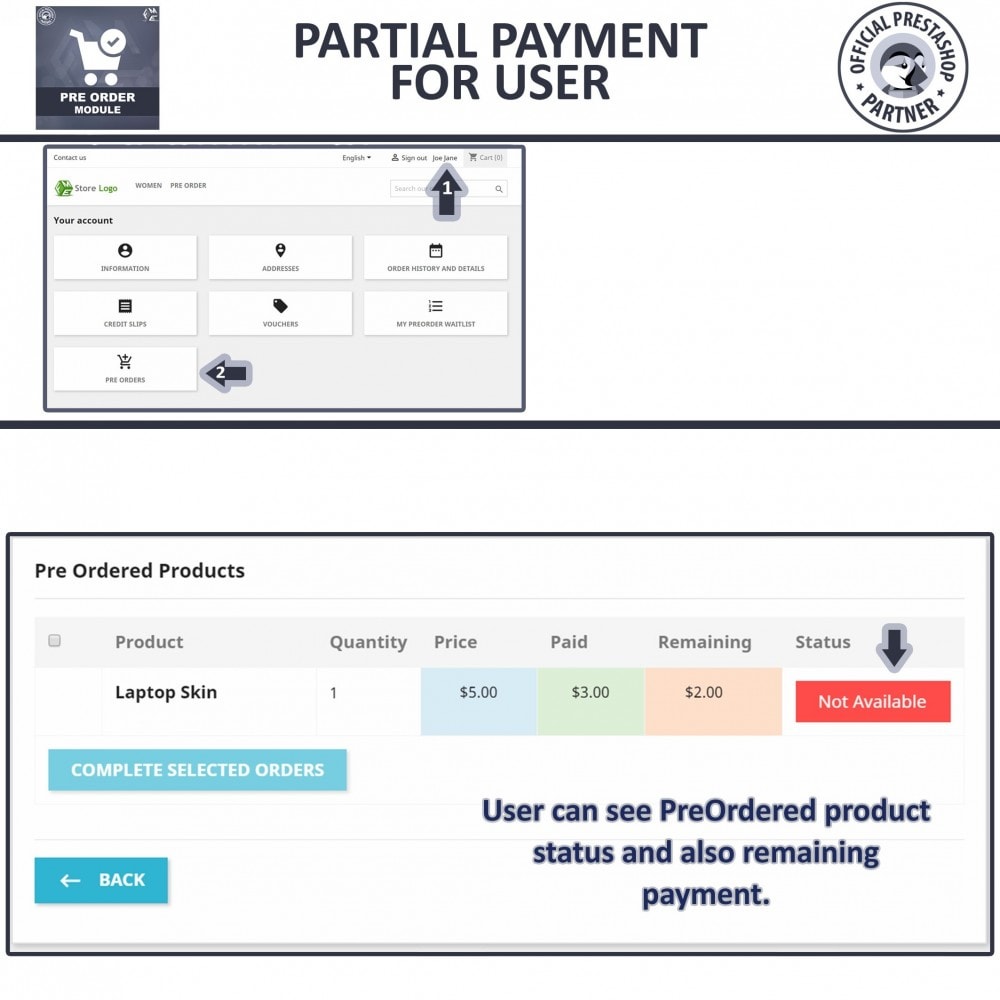 PRE ORDER
MODULE
PARTIAL PAYMENT
FOR USER
OFFICIAL PRESTASHOP
PARTNER
Contact us
English
Sign out
Joe Jane
Cart (0)
Store Logo
WOMEN
PRE ORDER
Search
1
Your account
INFORMATION
ADDRESSES
ORDER HISTORY AND DETAILS
CREDIT SLIPS
VOUCHERS
MY PREORDER WAITLIST
PRE ORDERS
2
Pre Ordered Products
Product Quantity Price Paid Remaining Status
Laptop Skin 1 $5.00 $3.00 $2.00 Not Available
COMPLETE SELECTED ORDERS
User can see PreOrdered product
status and also remaining
payment.
BACK